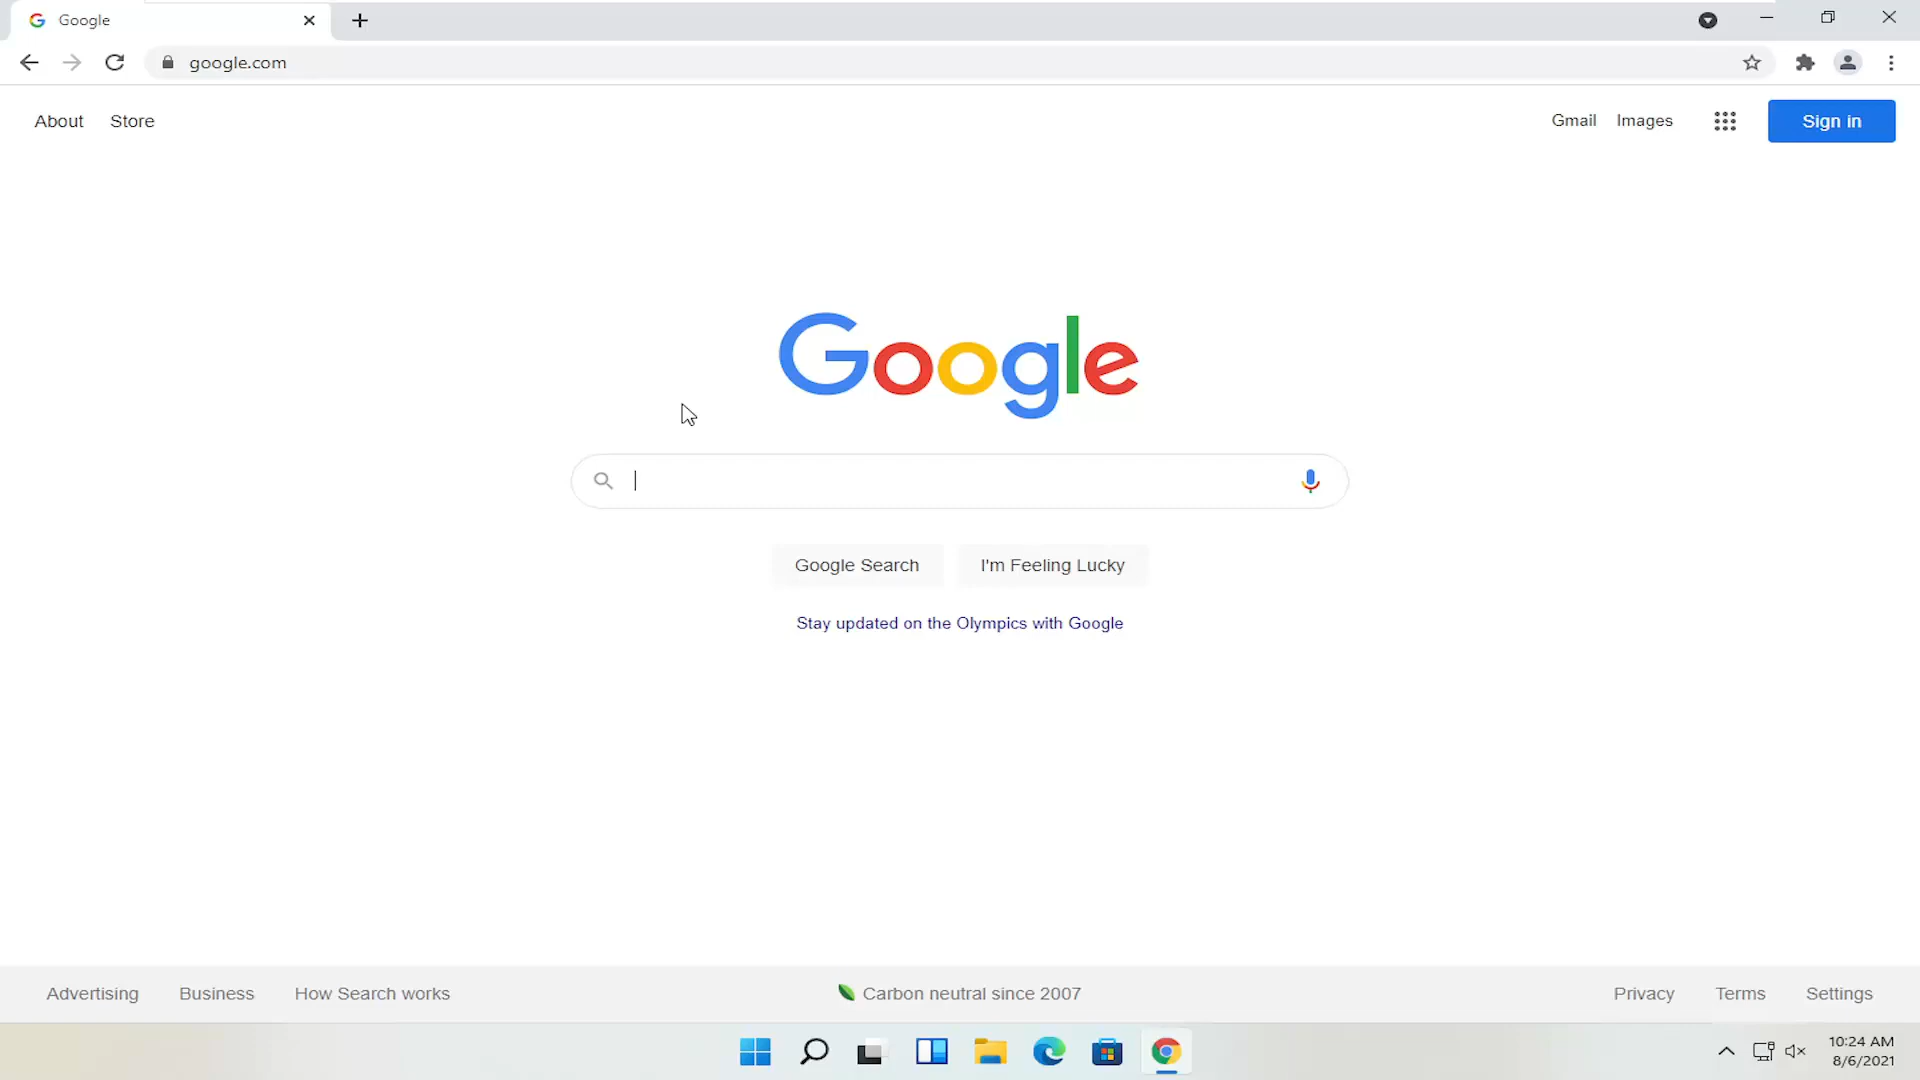 Google
google.com
About Store Gmail Images Sign in
Google
Google Search I'm Feeling Lucky
Stay updated on the Olympics with Google
Advertising Business How Search works Carbon neutral since 2007 Privacy Terms Settings
10:24 AM
8/6/2021